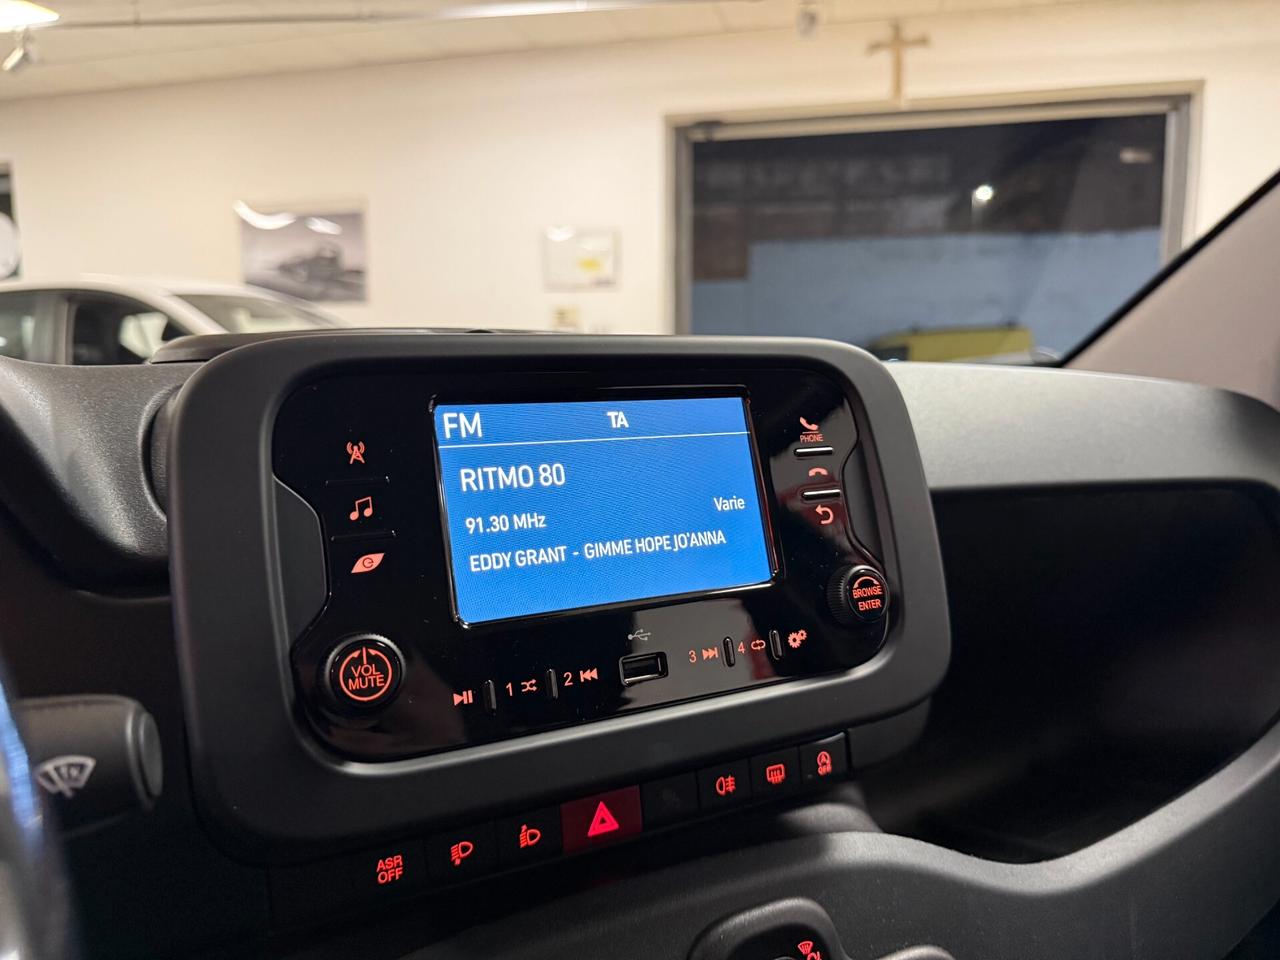 FM TA
RITMO 80
91.30 MHz Varie
EDDY GRANT - GIMME HOPE JO'ANNA
PHONE
BROWSE
ENTER
VOL
MUTE
1 2 3 4
ASR
OFF
OFF